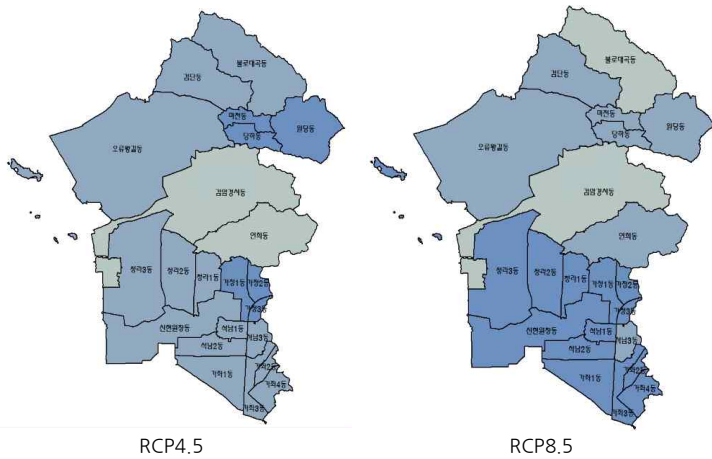 불로대곡동
검단동
마전동
당하동
원당동
오류왕길동
검암경서동
연희동
청라3동
청라2동
청라1동
가정1동
가정2동
가정3동
신현원창동
석남1동
석남2동
석남3동
가좌1동
가좌2동
가좌4동
가좌3동
RCP4.5
불로대곡동
검단동
마전동
당하동
원당동
오류왕길동
검암경서동
연희동
청라3동
청라2동
청라1동
가정1동
가정2동
가정3동
신현원창동
석남1동
석남2동
석남3동
가좌1동
가좌2동
가좌4동
가좌3동
RCP8.5